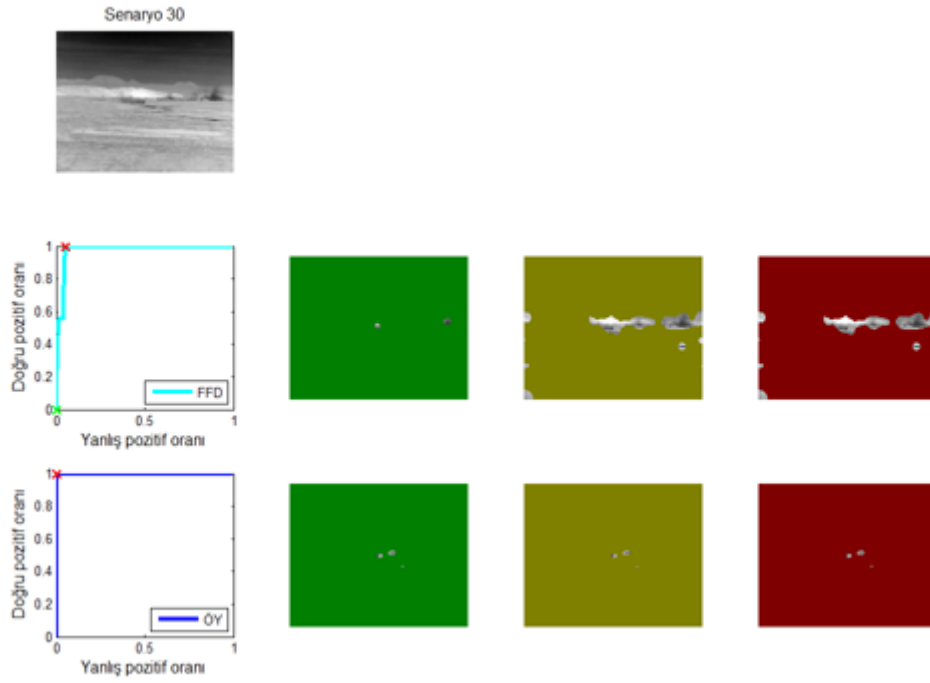 Senaryo 30
Doğru pozitif oranı
1
0.8
0.6
0.4
0.2
0
FFD
0
0.5
1
Yanlış pozitif oranı
Doğru pozitif oranı
1
0.8
0.6
0.4
0.2
0
ÖY
0
0.5
1
Yanlış pozitif oranı